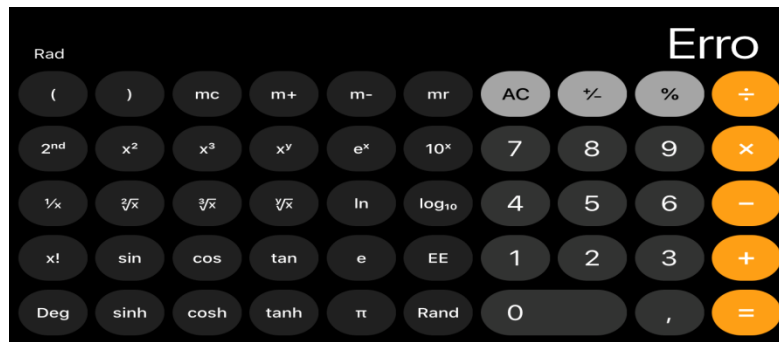 Erro
Rad
( ) mc m+ m- mr AC +/- % ÷
2ⁿᵈ x² x³ xʸ eˣ 10ˣ 7 8 9 ×
¹/x ²√x ³√x ʸ√x ln log₁₀ 4 5 6 −
x! sin cos tan e EE 1 2 3 +
Deg sinh cosh tanh π Rand 0 , =